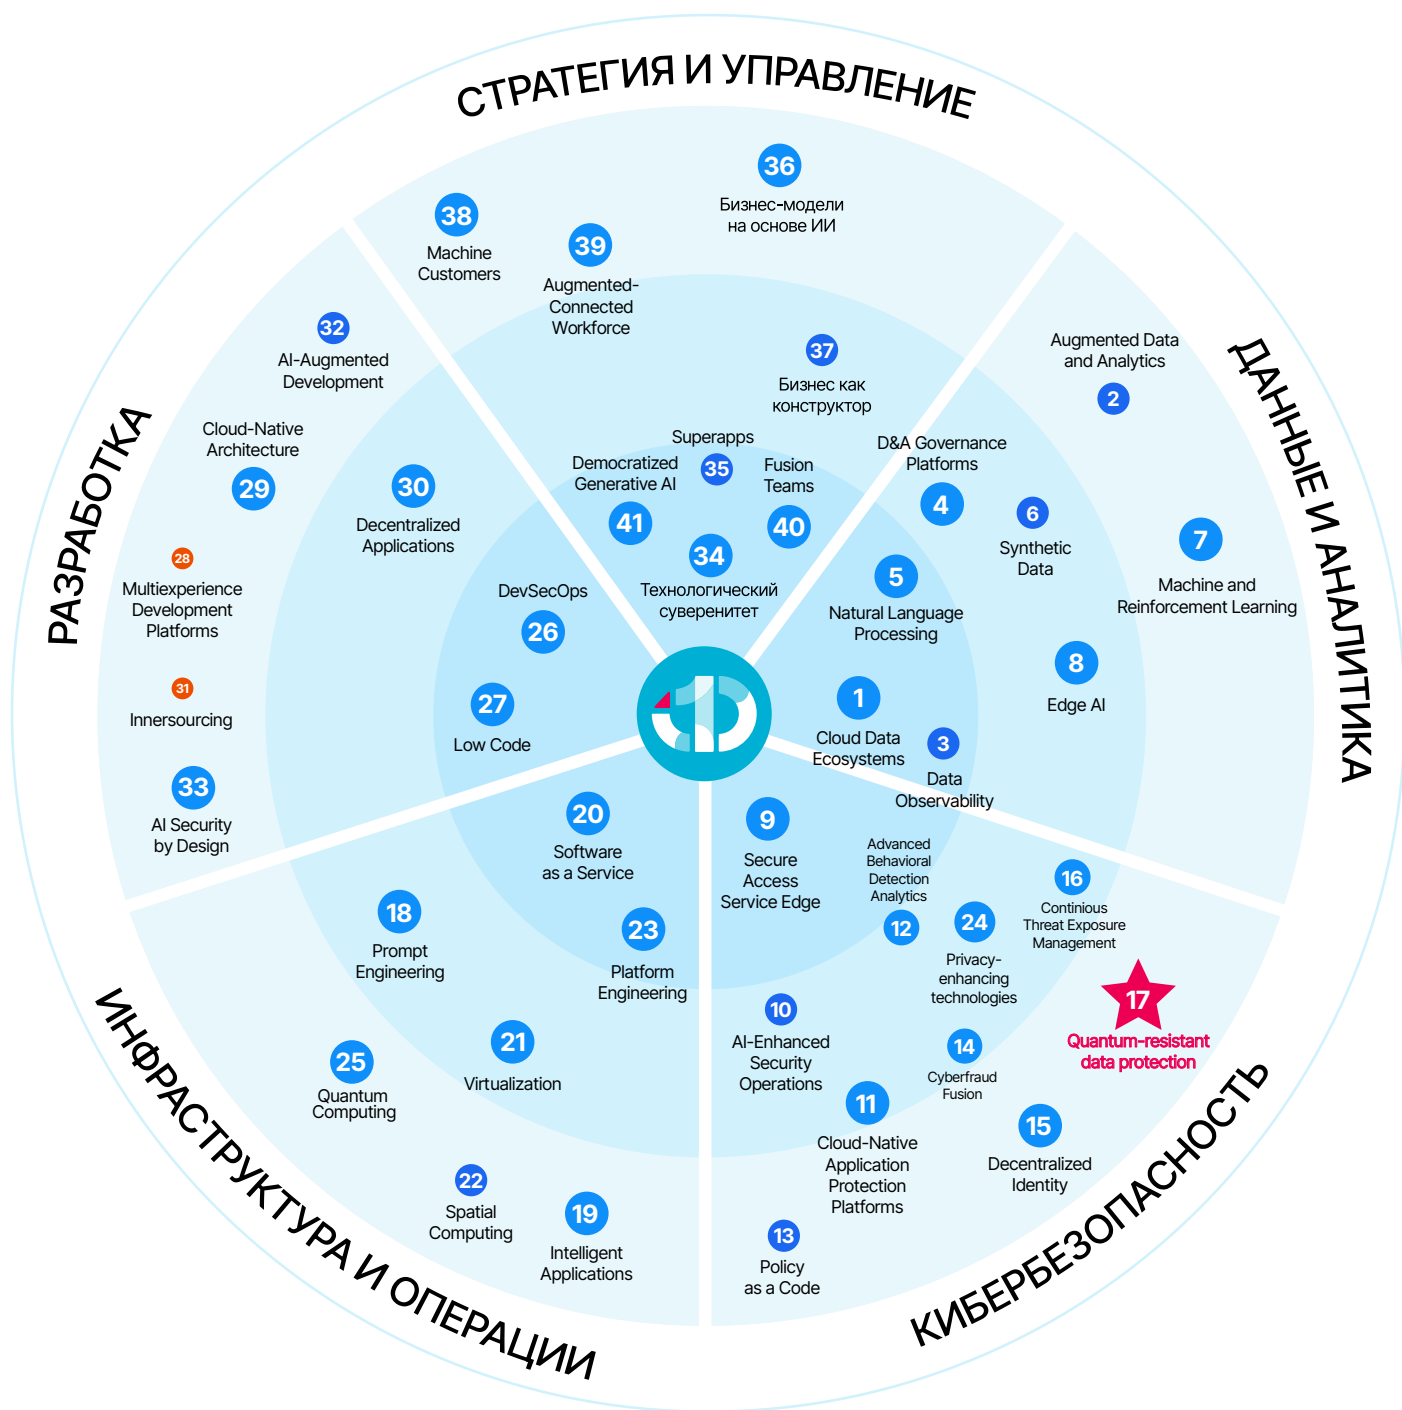 СТРАТЕГИЯ И УПРАВЛЕНИЕ
36
Бизнес-модели
на основе ИИ
38
Machine
Customers
39
Augmented-
Connected
Workforce
37
Бизнес как
конструктор
Superapps
35
Democratized
Generative AI
41
Fusion
Teams
40
34
Технологический
суверенитет
ДАННЫЕ И АНАЛИТИКА
Augmented Data
and Analytics
2
D&A Governance
Platforms
4
6
Synthetic
Data
7
Machine and
Reinforcement Learning
5
Natural Language
Processing
8
Edge AI
1
Cloud Data
Ecosystems
3
Data
Observability
КИБЕРБЕЗОПАСНОСТЬ
9
Secure
Access
Service Edge
Advanced
Behavioral
Detection
Analytics
12
16
Continious
Threat Exposure
Management
24
Privacy-
enhancing
technologies
17
Quantum-resistant
data protection
10
AI-Enhanced
Security
Operations
14
Cyberfraud
Fusion
11
Cloud-Native
Application
Protection
Platforms
15
Decentralized
Identity
13
Policy
as a Code
ИНФРАСТРУКТУРА И ОПЕРАЦИИ
20
Software
as a Service
18
Prompt
Engineering
23
Platform
Engineering
21
Virtualization
25
Quantum
Computing
22
Spatial
Computing
19
Intelligent
Applications
РАЗРАБОТКА
32
AI-Augmented
Development
Cloud-Native
Architecture
29
30
Decentralized
Applications
28
Multiexperience
Development
Platforms
DevSecOps
26
31
Innersourcing
27
Low Code
33
AI Security
by Design